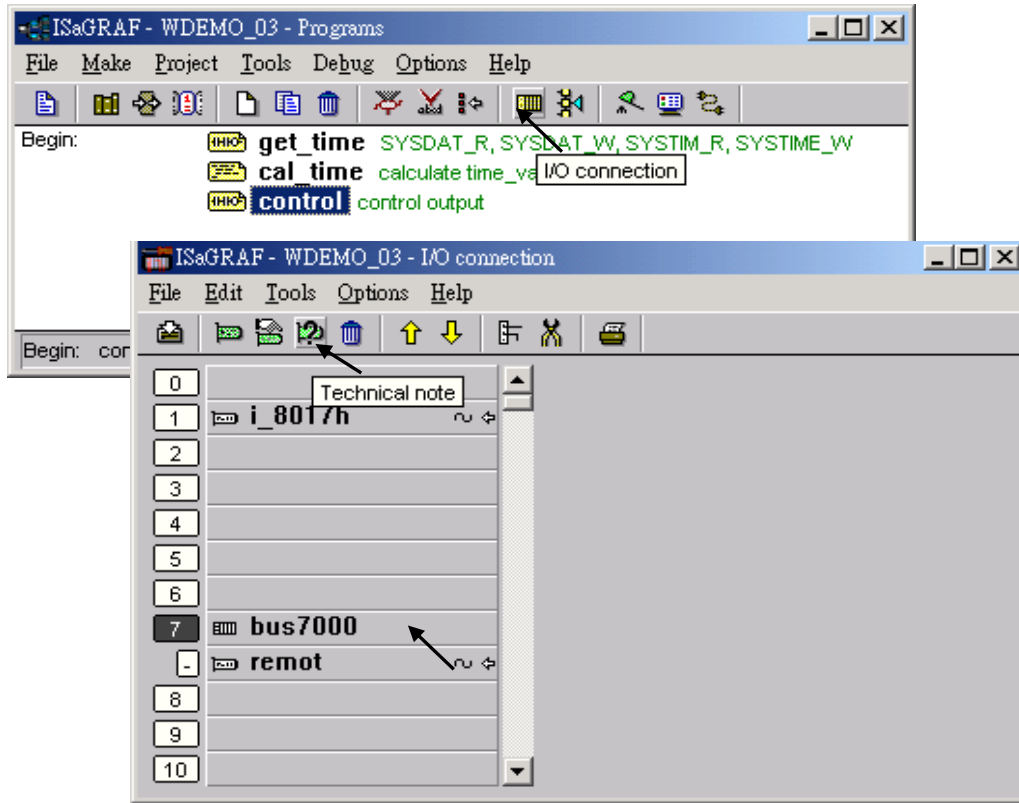 ISaGRAF - WDEMO_03 - Programs
File Make Project Tools Debug Options Help
Begin: get_time SYSDAT_R, SYSDAT_W, SYSTIM_R, SYSTIME_W
cal_time calculate time_va
I/O connection
control control output
Begin: cor
ISaGRAF - WDEMO_03 - I/O connection
File Edit Tools Options Help
Technical note
0
1 i_8017h
2
3
4
5
6
7 bus7000
- remot
8
9
10